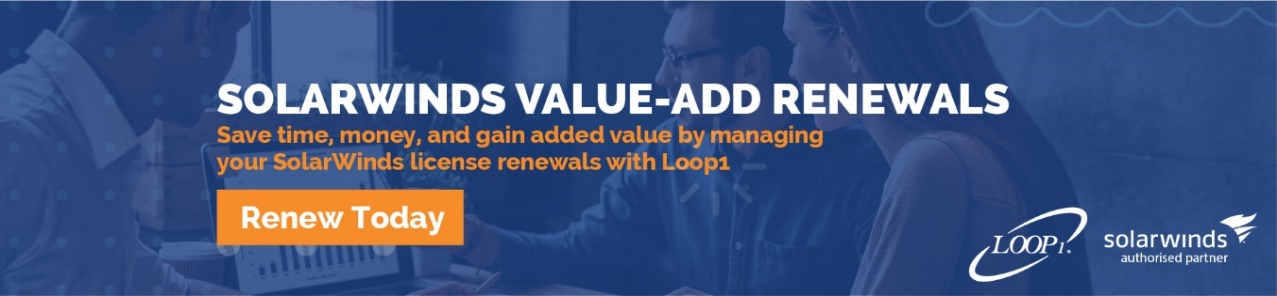 SOLARWINDS VALUE-ADD RENEWALS
Save time, money, and gain added value by managing
your SolarWinds license renewals with Loop1
Renew Today
LOOP1®
solarwinds
authorised partner